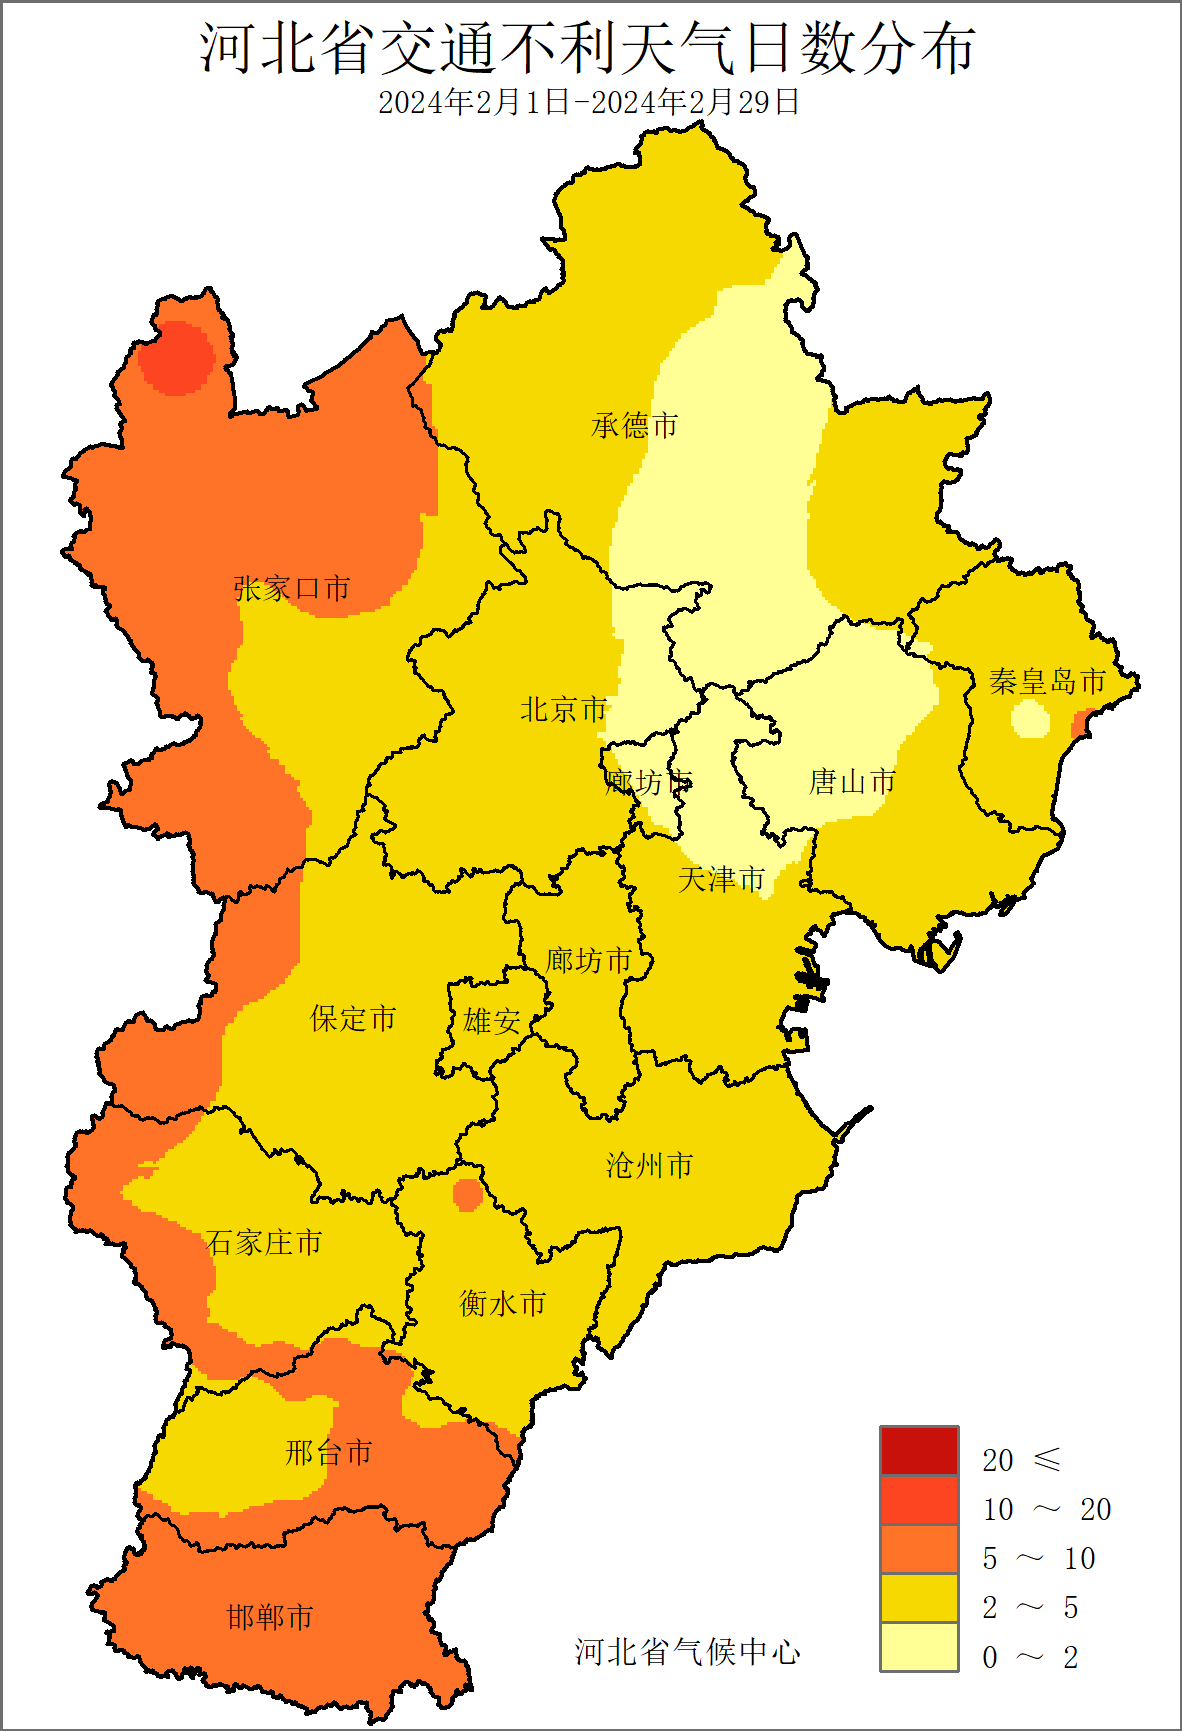 河北省交通不利天气日数分布
2024年2月1日-2024年2月29日
承德市
张家口市
秦皇岛市
北京市
廊坊市
唐山市
天津市
廊坊市
保定市
雄安
沧州市
石家庄市
衡水市
邢台市
邯郸市
20 ≤
10 ～ 20
5 ～ 10
2 ～ 5
0 ～ 2
河北省气候中心